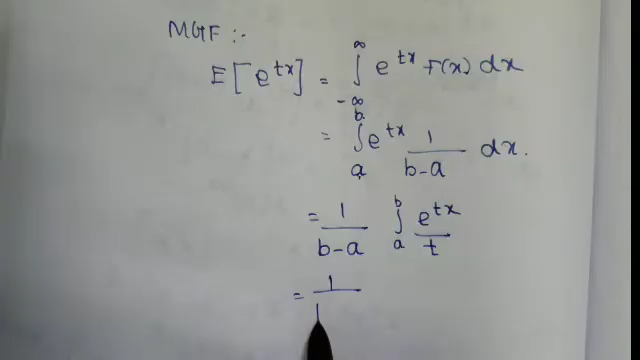 MGF :-
E[e^{tx}] = ∫_{-∞}^{∞} e^{tx} f(x) dx
= ∫_a^b e^{tx} 1/(b-a) dx.
= 1/(b-a) ∫_a^b e^{tx}/t
= 1/